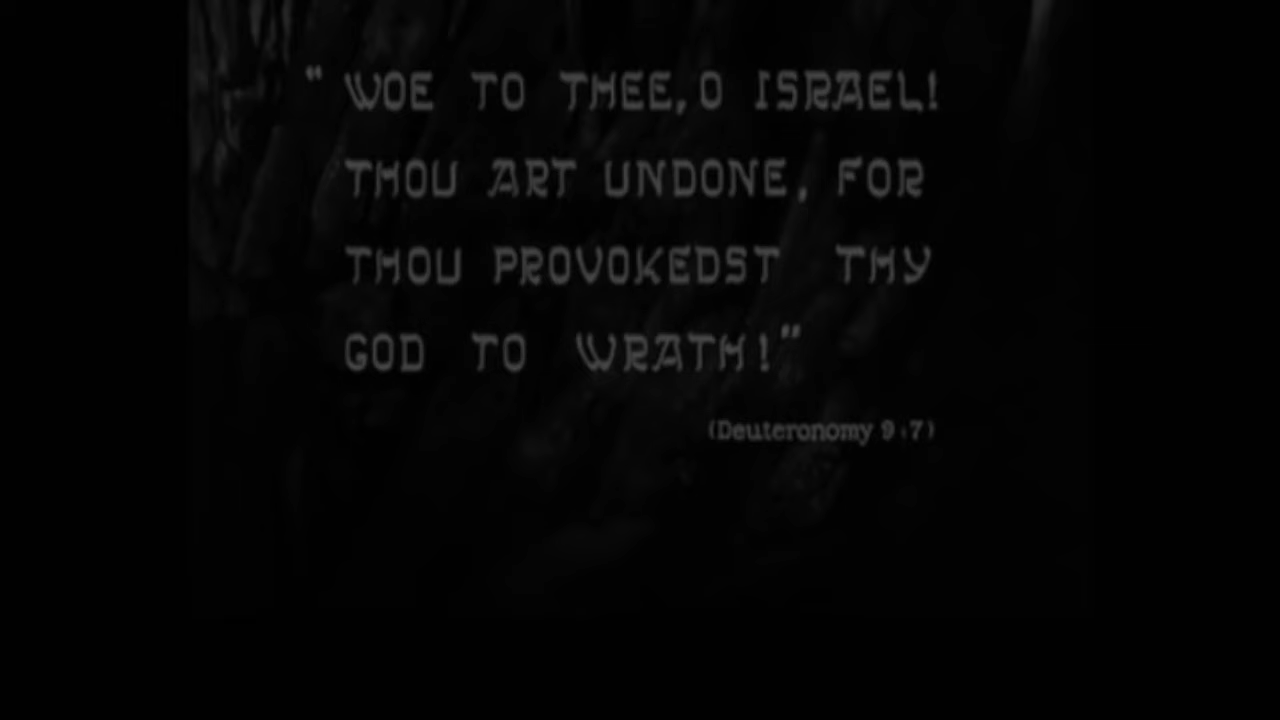 " WOE TO THEE, O ISRAEL!
THOU ART UNDONE, FOR
THOU PROVOKEDST THY
GOD TO WRATH!"
(Deuteronomy 9:7)